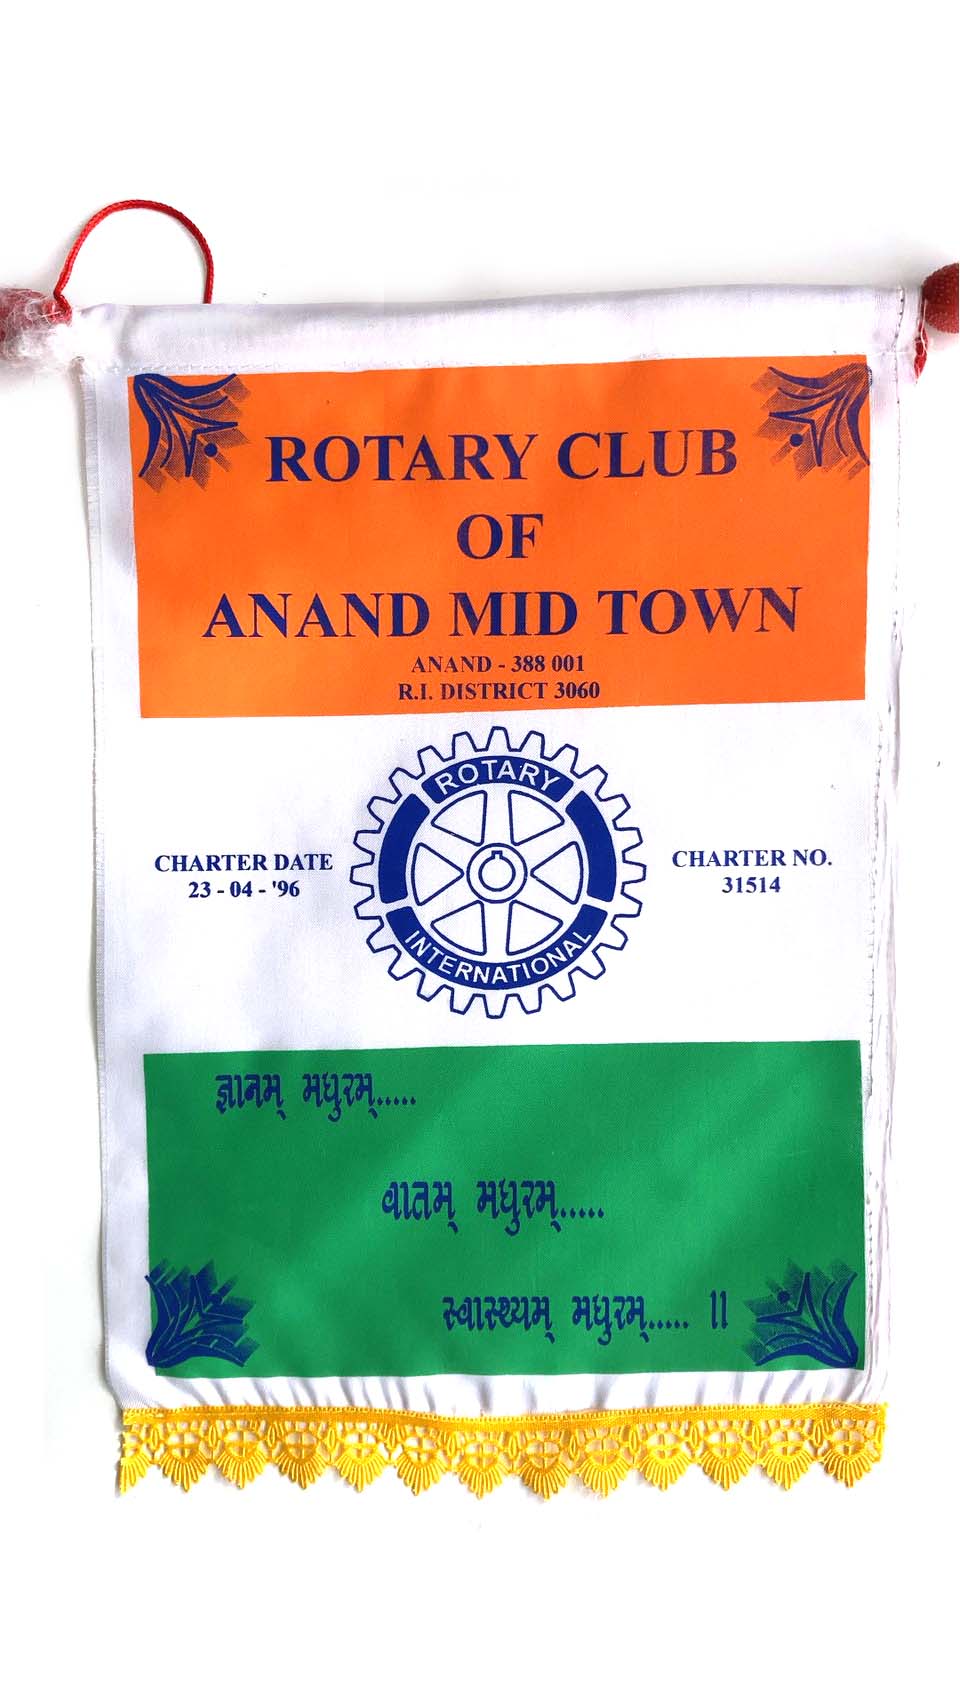 ROTARY CLUB
OF
ANAND MID TOWN
ANAND - 388 001
R.I. DISTRICT 3060
ROTARY
INTERNATIONAL
CHARTER DATE
23 - 04 - '96
CHARTER NO.
31514
ज्ञानम् मधुरम्.....
वातम् मधुरम्.....
स्वास्थ्यम् मधुरम्..... ॥